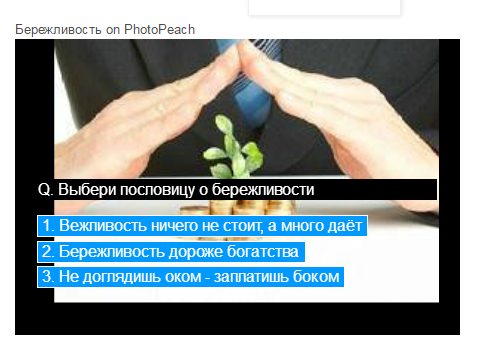 Бережливость on PhotoPeach
Q. Выбери пословицу о бережливости
1. Вежливость ничего не стоит, а много даёт
2. Бережливость дороже богатства
3. Не доглядишь оком - заплатишь боком